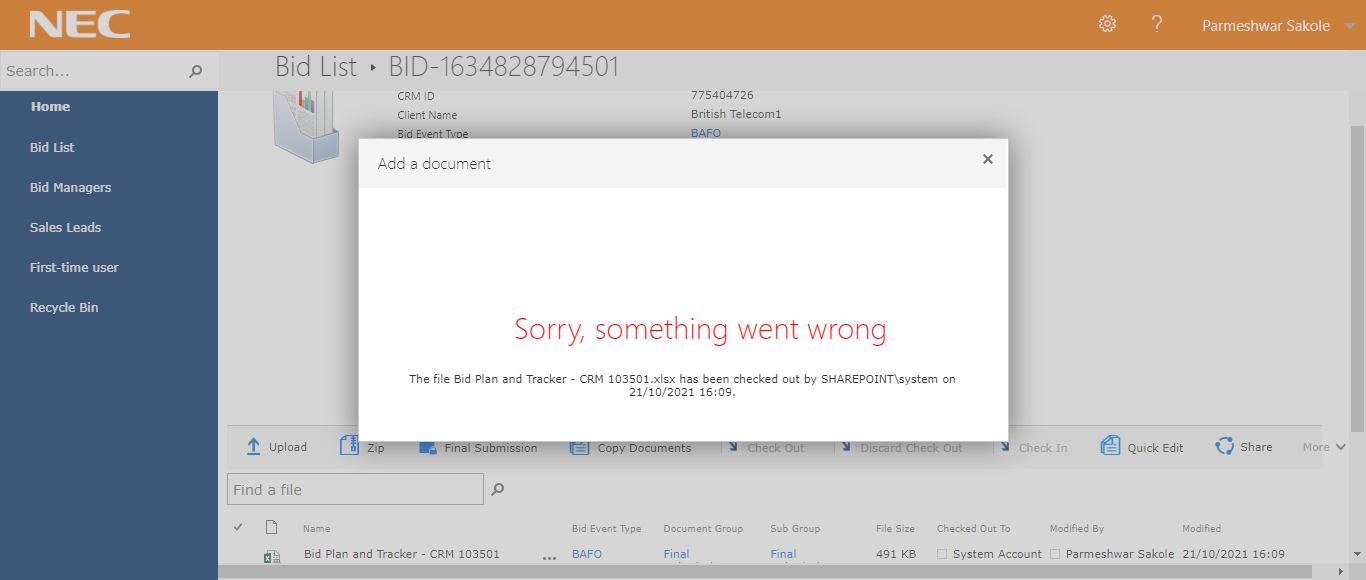 NEC
?
Parmeshwar Sakole
Search...
Bid List ▸ BID-1634828794501
Home
Bid List
Bid Managers
Sales Leads
First-time user
Recycle Bin
CRM ID 775404726
Client Name British Telecom1
Bid Event Type BAFO
Add a document
Sorry, something went wrong
The file Bid Plan and Tracker - CRM 103501.xlsx has been checked out by SHAREPOINT\system on
21/10/2021 16:09.
Upload Zip Final Submission Copy Documents Check Out Discard Check Out Check In Quick Edit Share More
Find a file
Name Bid Event Type Document Group Sub Group File Size Checked Out To Modified By Modified
Bid Plan and Tracker - CRM 103501 ... BAFO Final Final 491 KB System Account Parmeshwar Sakole 21/10/2021 16:09